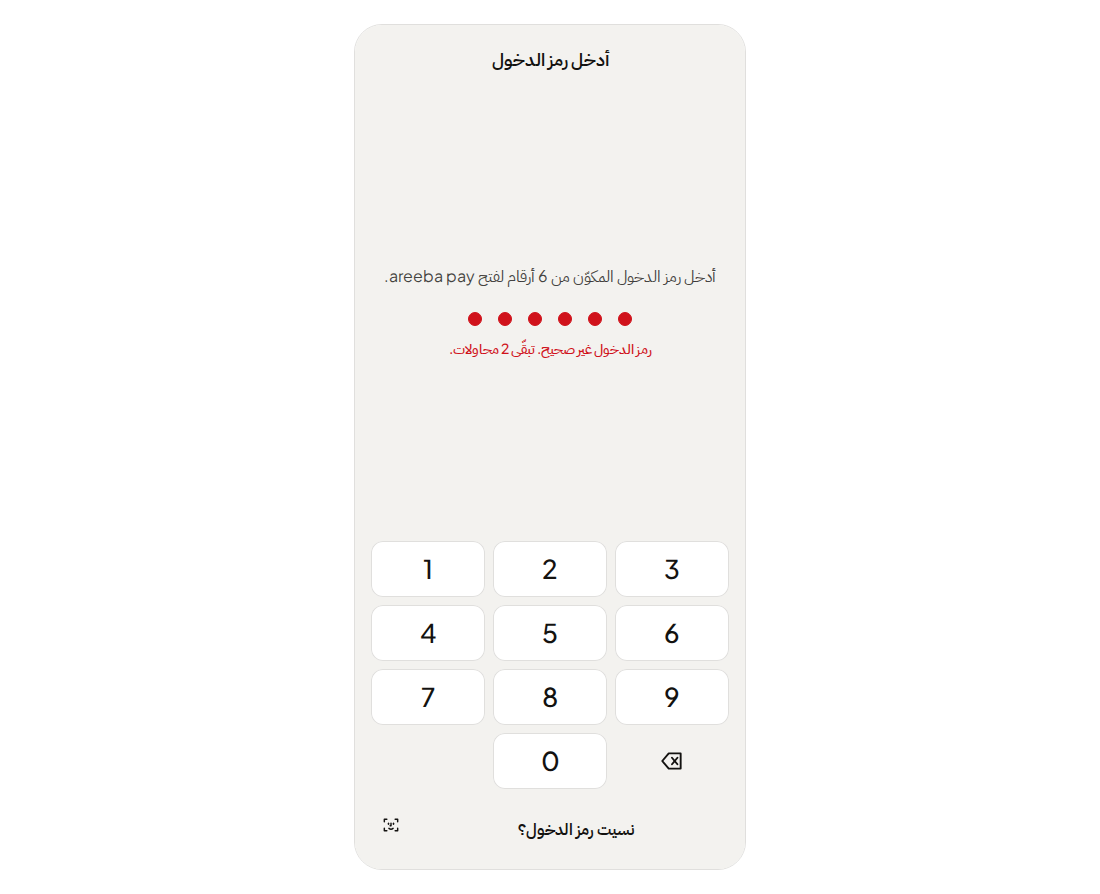 أدخل رمز الدخول
أدخل رمز الدخول المكوّن من 6 أرقام لفتح areeba pay.
رمز الدخول غير صحيح. تبقّى 2 محاولات.
1 2 3
4 5 6
7 8 9
0
نسيت رمز الدخول؟